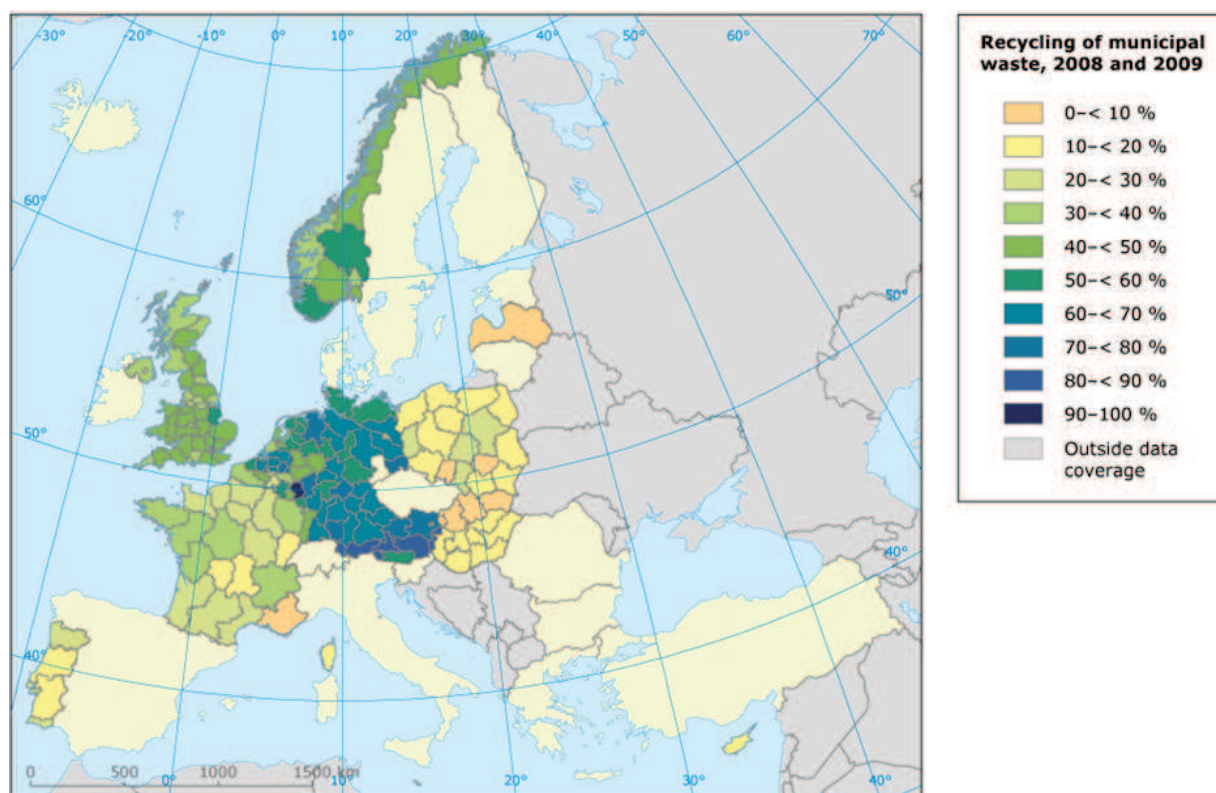 -30°
-20°
-10°
0°
10°
20°
30°
40°
50°
60°
70°
60°
50°
50°
40°
40°
0
500
0°
1000
1500 km
10°
20°
30°
40°
Recycling of municipal
waste, 2008 and 2009
0–< 10 %
10–< 20 %
20–< 30 %
30–< 40 %
40–< 50 %
50–< 60 %
60–< 70 %
70–< 80 %
80–< 90 %
90–100 %
Outside data
coverage